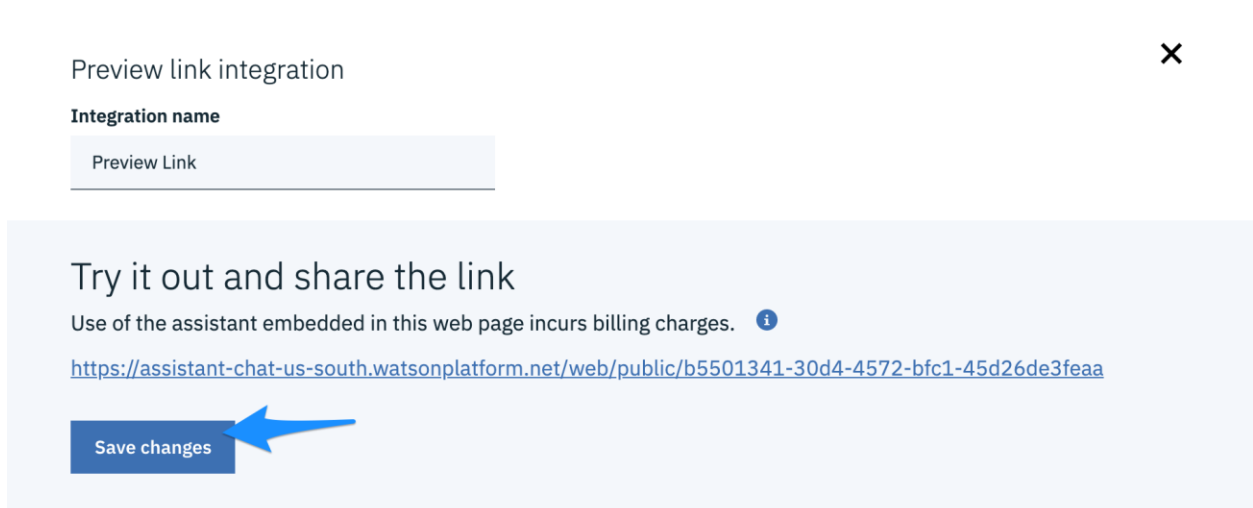 Preview link integration
Integration name
Preview Link
Try it out and share the link
Use of the assistant embedded in this web page incurs billing charges.
https://assistant-chat-us-south.watsonplatform.net/web/public/b5501341-30d4-4572-bfc1-45d26de3feaa
Save changes